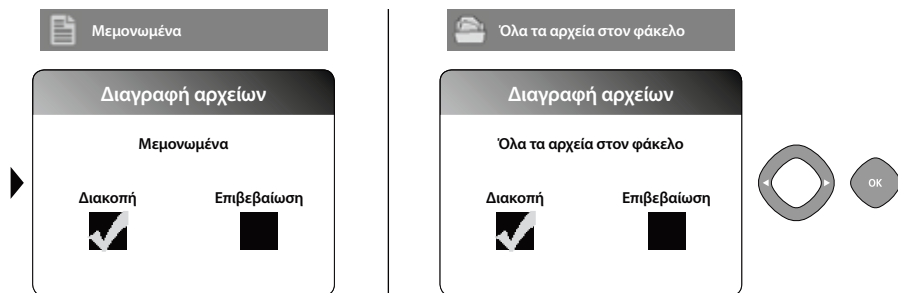 Μεμονωμένα
Διαγραφή αρχείων
Μεμονωμένα
Διακοπή Επιβεβαίωση
Όλα τα αρχεία στον φάκελο
Διαγραφή αρχείων
Όλα τα αρχεία στον φάκελο
Διακοπή Επιβεβαίωση
OK